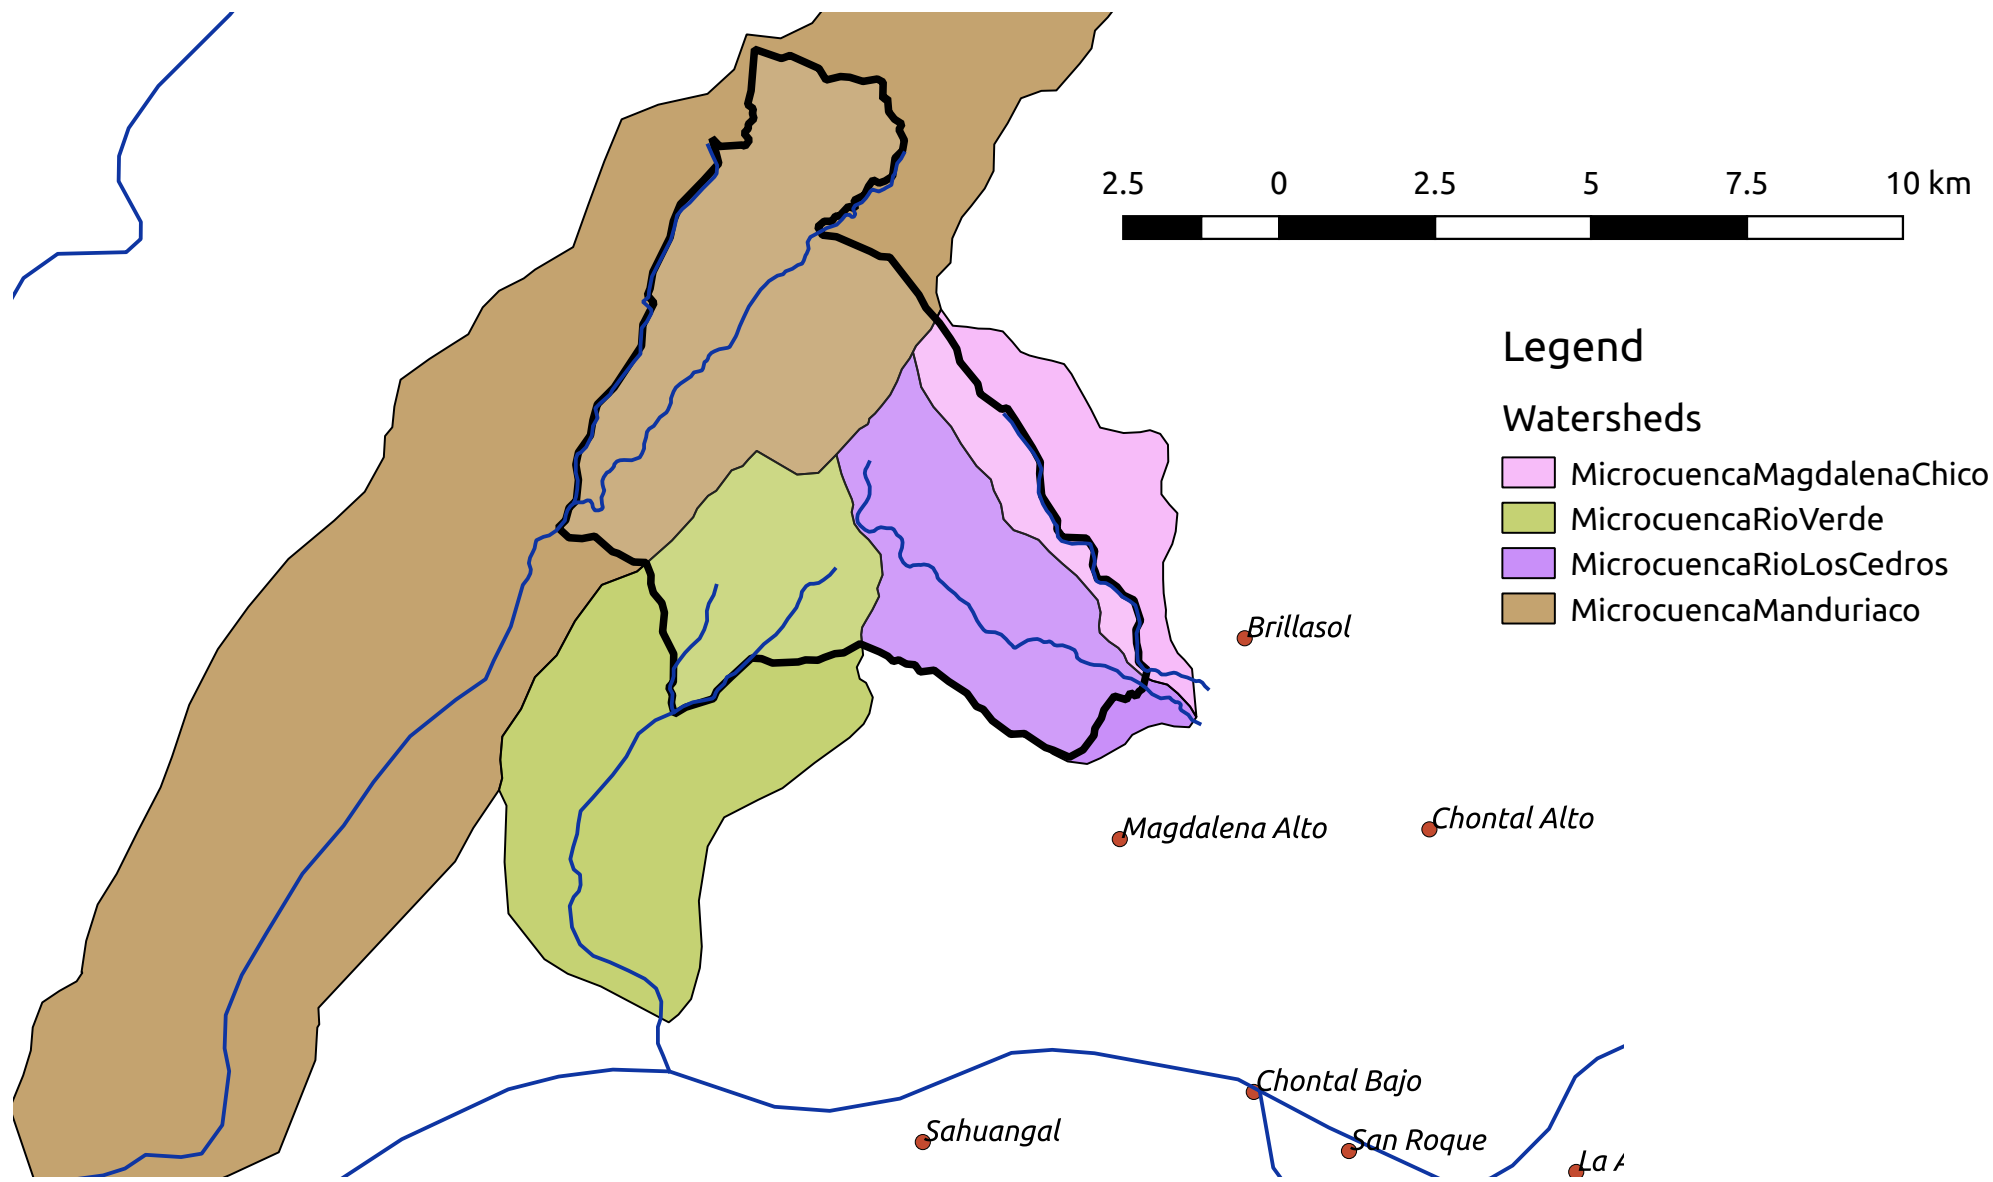 2.5 0 2.5 5 7.5 10 km
Legend
Watersheds
MicrocuencaMagdalenaChico
MicrocuencaRioVerde
MicrocuencaRioLosCedros
MicrocuencaManduriaco
Brillasol
Magdalena Alto
Chontal Alto
Chontal Bajo
Sahuangal
San Roque
La